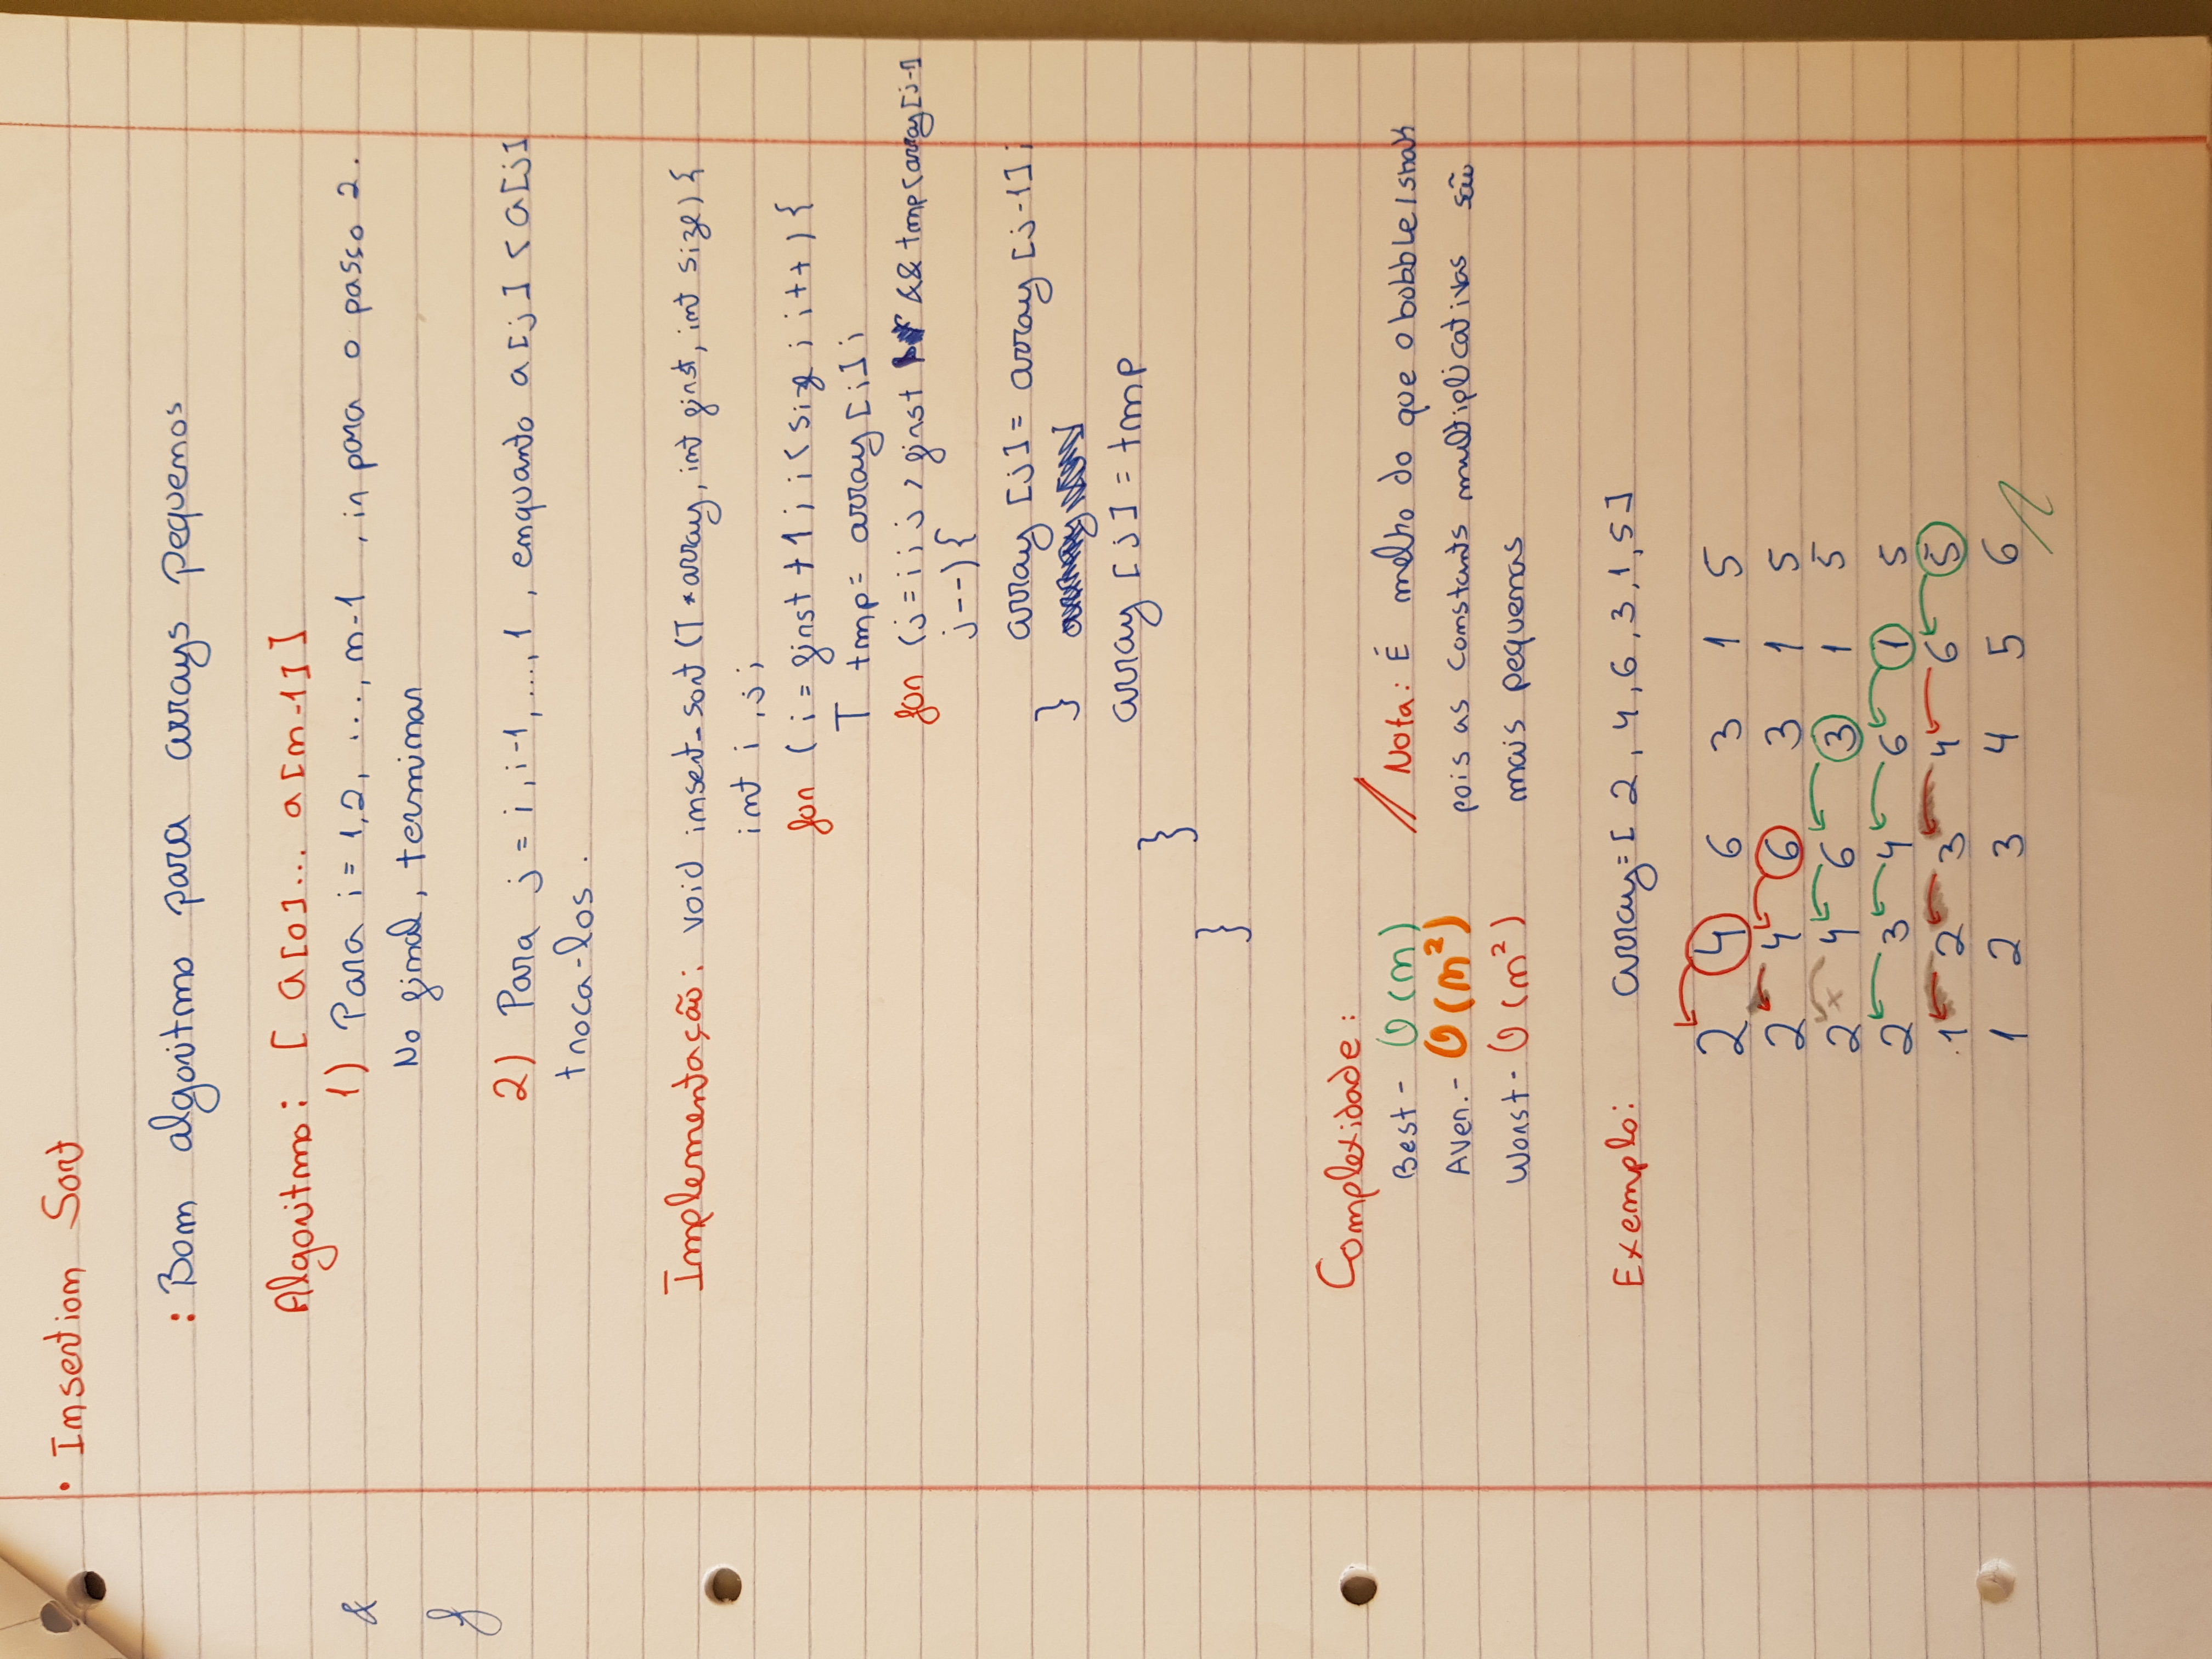 • Insertion Sort
: Bom algoritmo para arrays pequenos
Algoritmo: [ a[0]... a[n-1] ]
1) Para i = 1,2, ..., n-1 , ir para o passo 2.
&
No final, terminar
f
2) Para j = i, i-1, ..., 1 , enquanto a[j] < a[j]
troca-los .
Implementação: void insert_sort (T *array, int first, int size) {
int i, j;
for ( i = first + 1 ; i < size ; i++ ) {
T tmp = array [i] ;
for (j = i ; j > first && tmp < array[j-1]
j--) {
array [j] = array [j-1] ;
}
array [j] = tmp
}
}
Complexidade:
Best - O(n) // Nota: É melho do que o bobble/
Aver. - O(n²) pois as constants multiplicativas são
Worst - O(n²) mais pequenas
Exemplo: array = [ 2, 4, 6, 3, 1, 5 ]
2 4 6 3 1 5
2 4 6 3 1 5
2 x 4 6 3 1 5
2 3 4 6 1 5
1 2 3 4 6 5
1 2 3 4 5 6